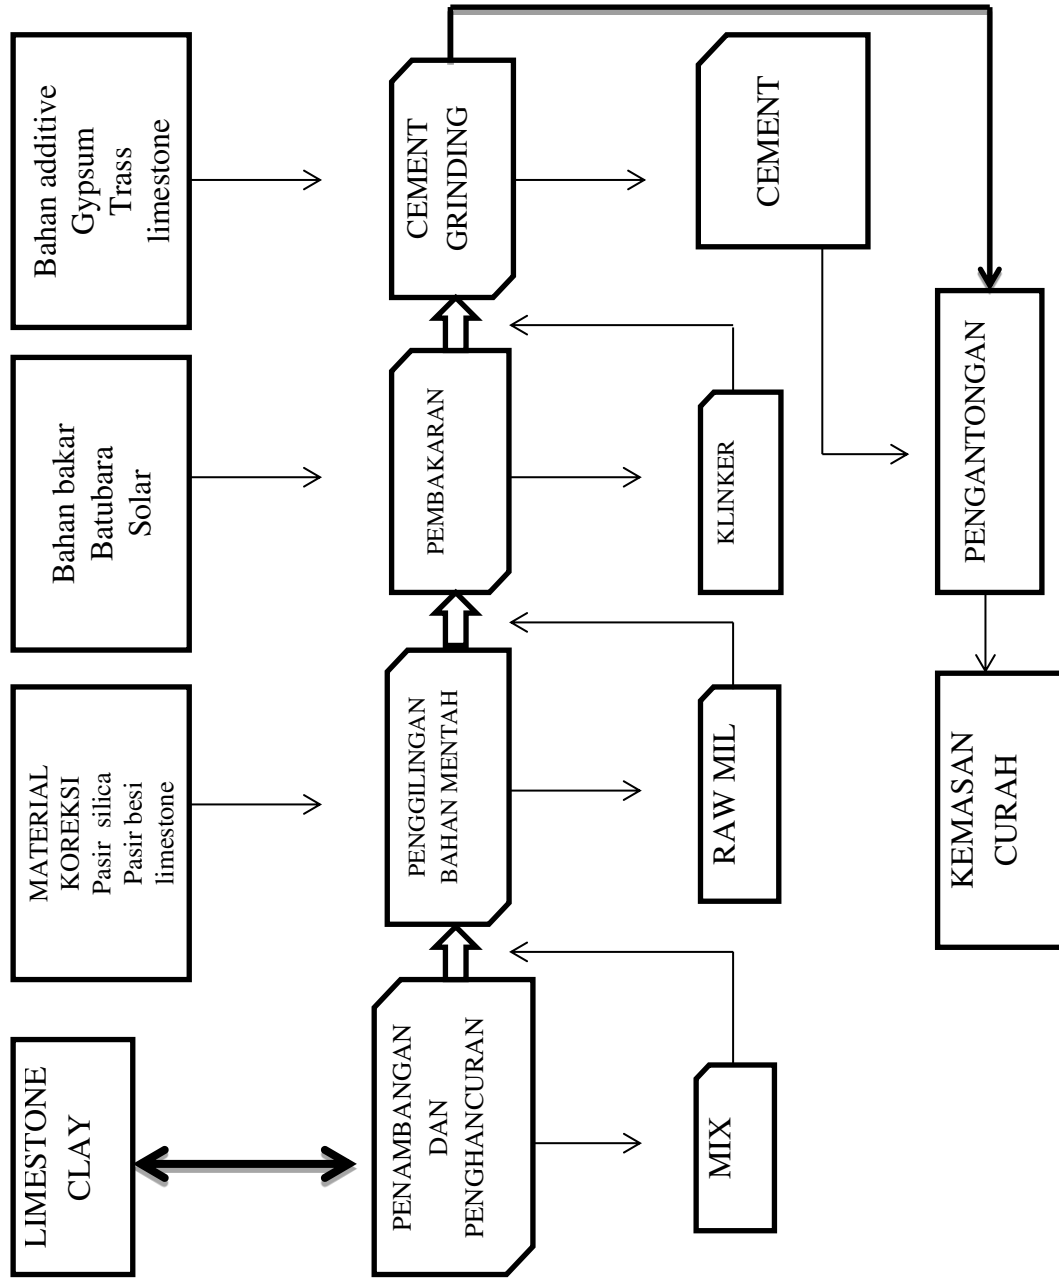 LIMESTONE
CLAY
MATERIAL
KOREKSI
Pasir silica
Pasir besi
limestone
Bahan bakar
Batubara
Solar
Bahan additive
Gypsum
Trass
limestone
PENAMBANGAN
DAN
PENGHANCURAN
PENGGILINGAN
BAHAN MENTAH
PEMBAKARAN
CEMENT
GRINDING
MIX
RAW MIL
KLINKER
CEMENT
KEMASAN
CURAH
PENGANTONGAN